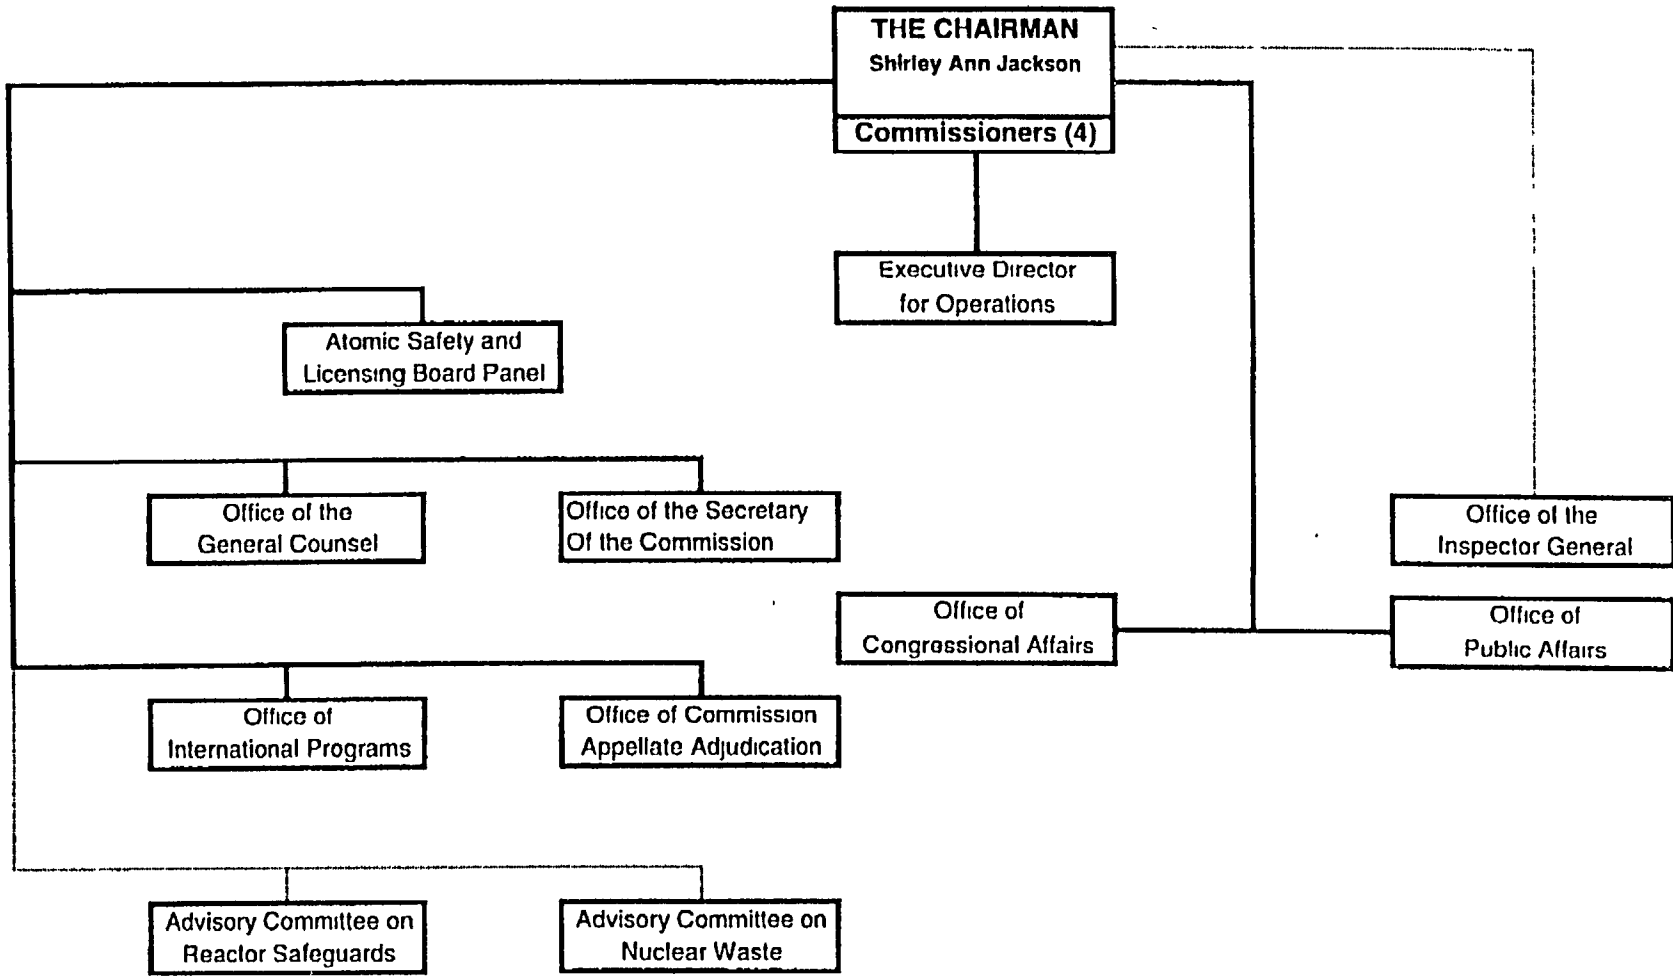 THE CHAIRMAN
Shirley Ann Jackson
Commissioners (4)
Executive Director
for Operations
Atomic Safety and
Licensing Board Panel
Office of the
General Counsel
Office of the Secretary
Of the Commission
Office of the
Inspector General
Office of
Congressional Affairs
Office of
Public Affairs
Office of
International Programs
Office of Commission
Appellate Adjudication
Advisory Committee on
Reactor Safeguards
Advisory Committee on
Nuclear Waste